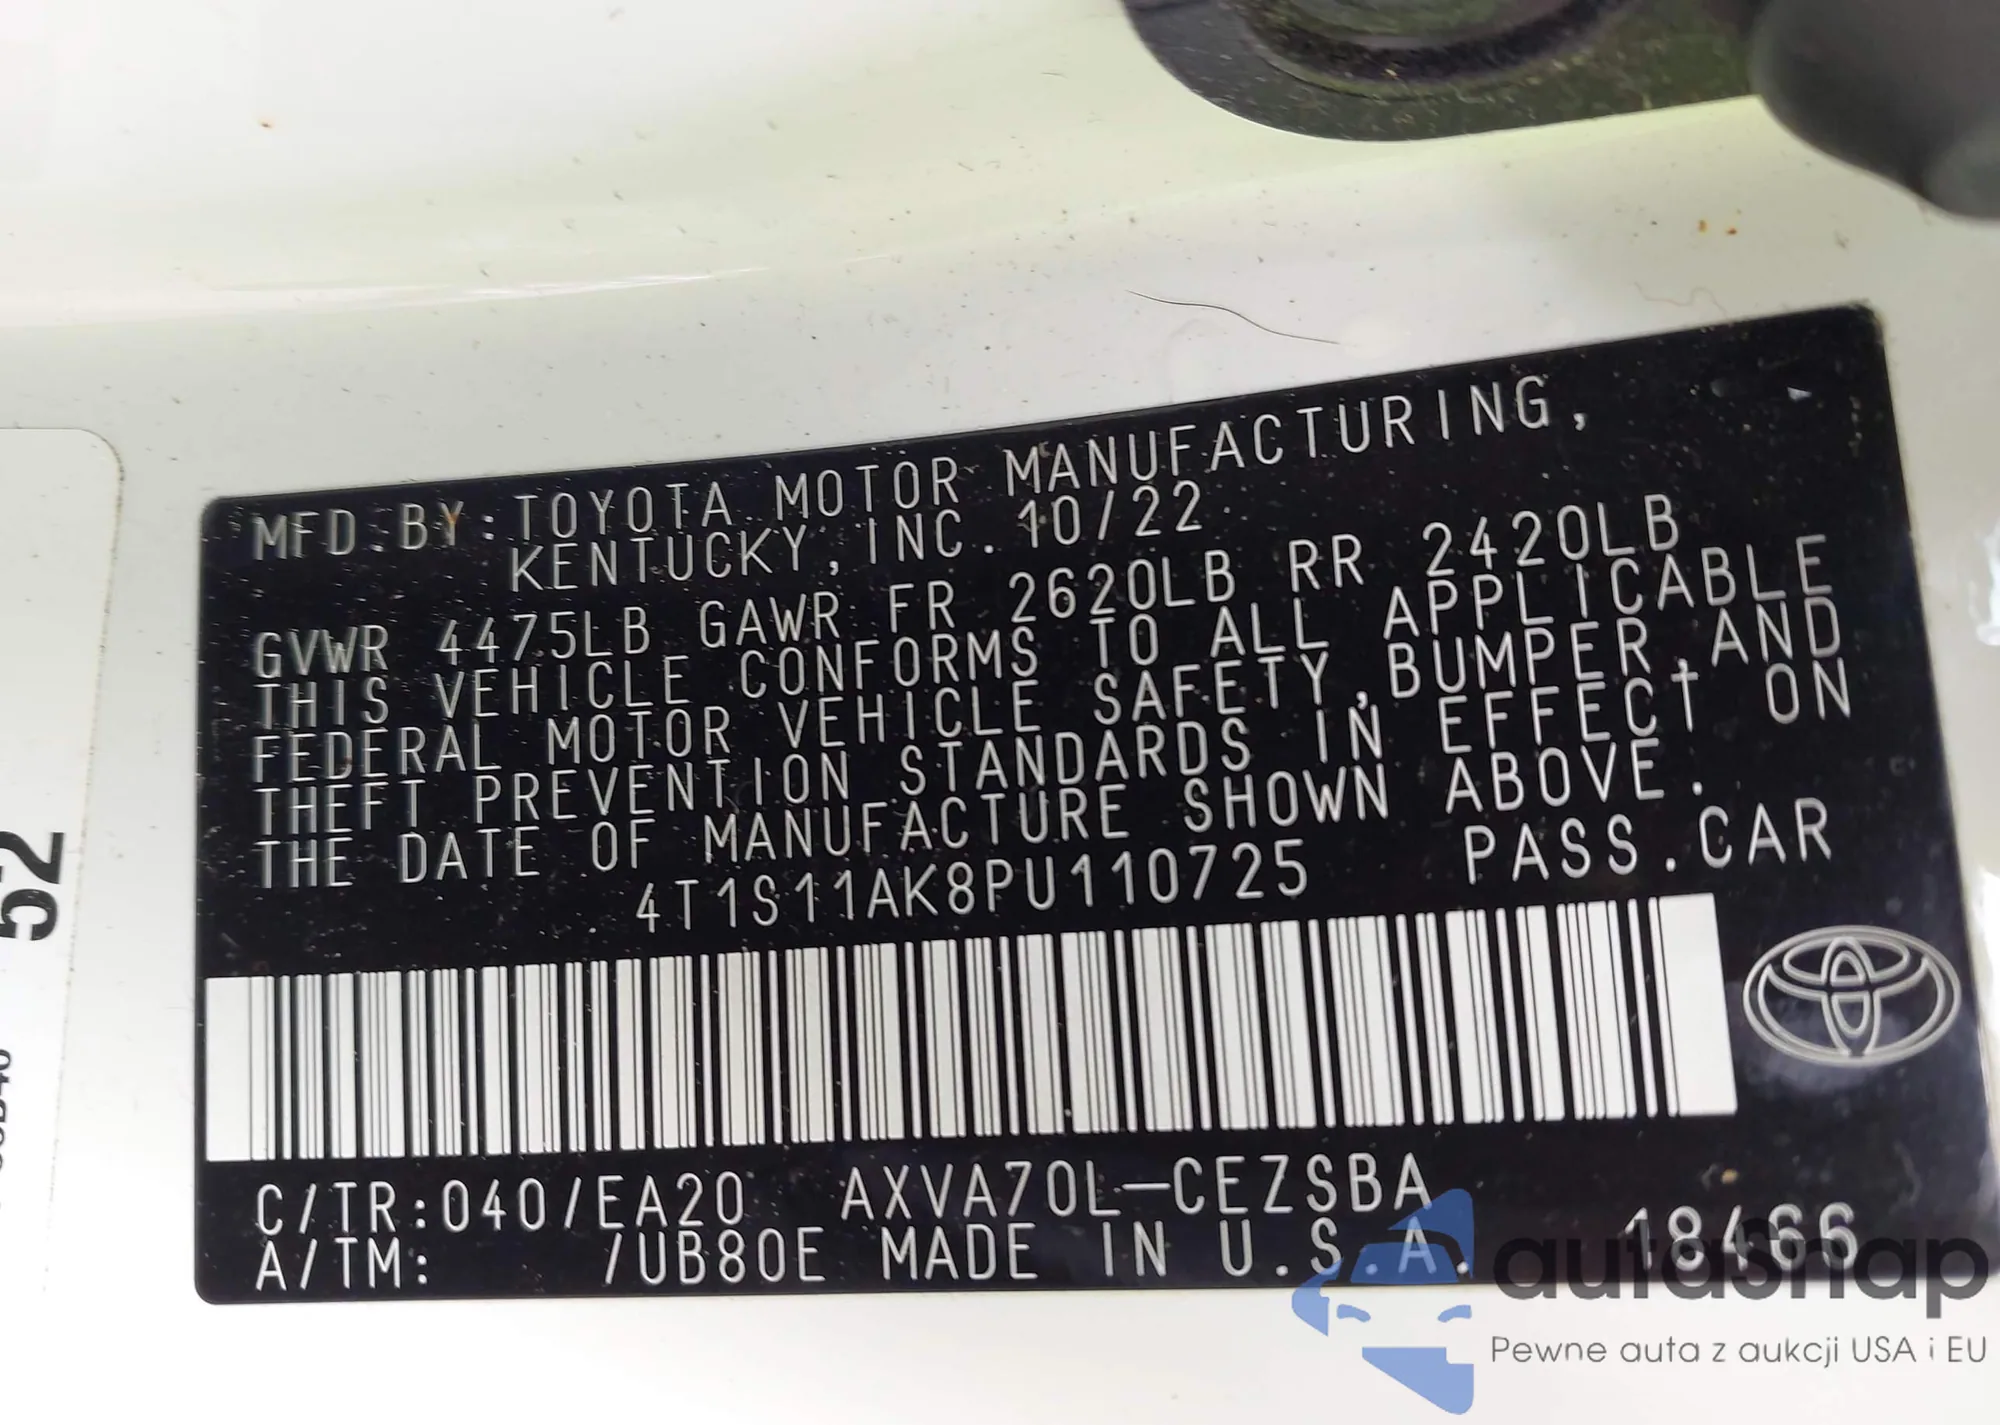 MFD.BY:TOYOTA MOTOR MANUFACTURING,
KENTUCKY,INC. 10/22
GVWR 4475LB GAWR FR 2620LB RR 2420LB
THIS VEHICLE CONFORMS TO ALL APPLICABLE
FEDERAL MOTOR VEHICLE SAFETY,BUMPER,AND
THEFT PREVENTION STANDARDS IN EFFECT ON
THE DATE OF MANUFACTURE SHOWN ABOVE.
4T1S11AK8PU110725 PASS.CAR
C/TR:040/EA20 AXVA70L-CEZSBA
A/TM: /UB80E MADE IN U.S.A. 18466
52
autasnap
Pewne auta z aukcji USA i EU